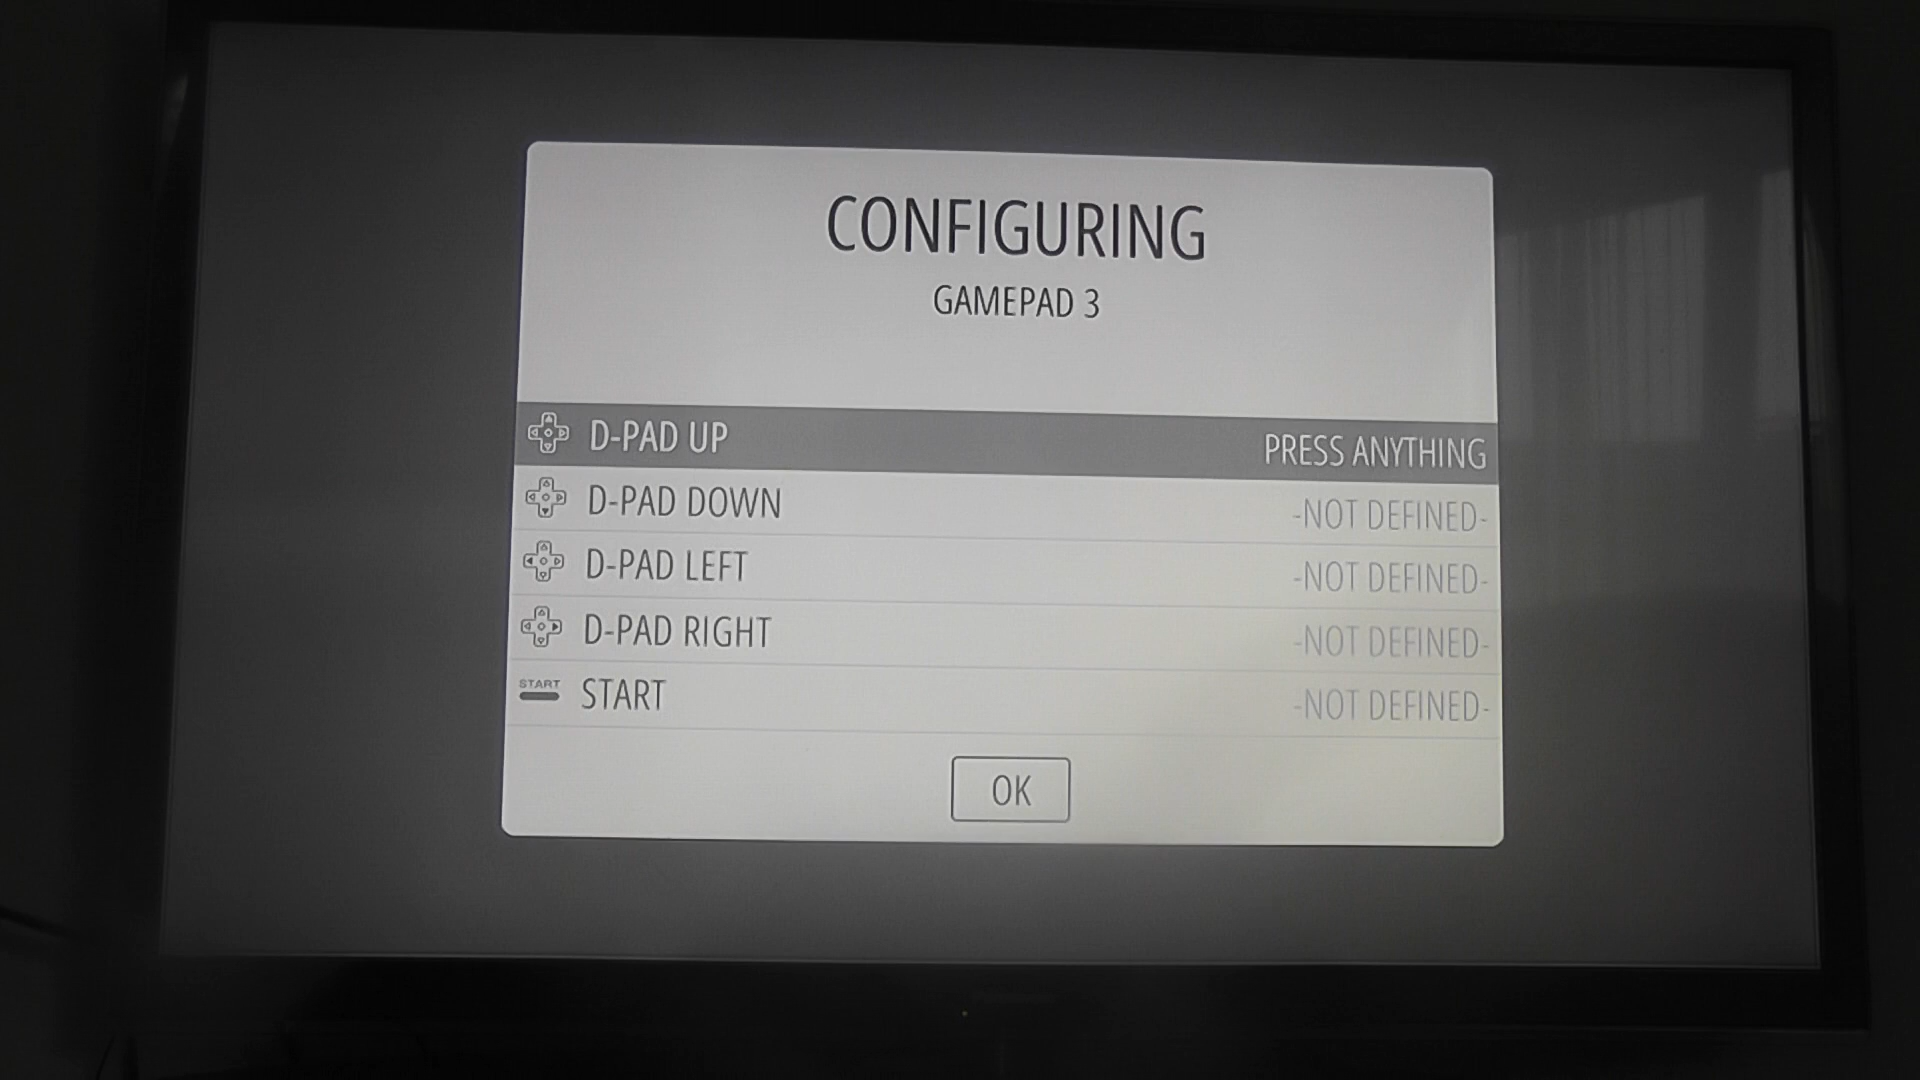 CONFIGURING
GAMEPAD 3
D-PAD UP PRESS ANYTHING
D-PAD DOWN -NOT DEFINED-
D-PAD LEFT -NOT DEFINED-
D-PAD RIGHT -NOT DEFINED-
START START -NOT DEFINED-
OK